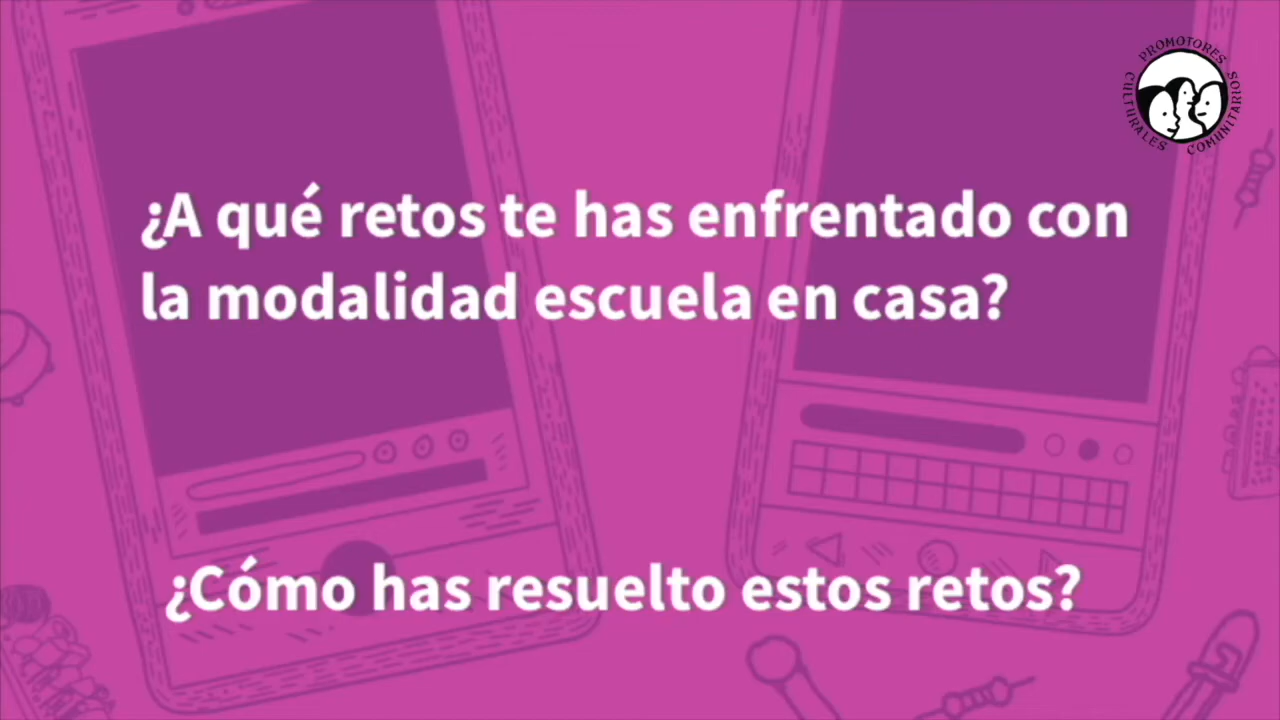 PROMOTORES
CULTURALES
COMUNITARIOS
¿A qué retos te has enfrentado con
la modalidad escuela en casa?
¿Cómo has resuelto estos retos?